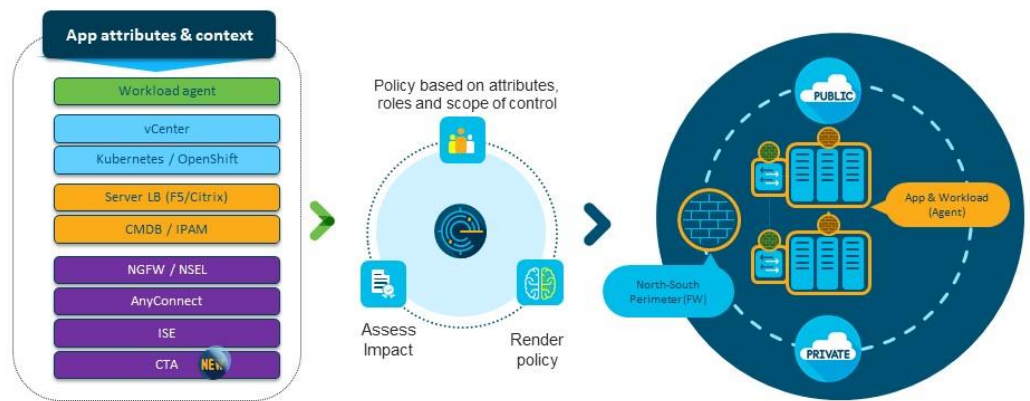 App attributes & context
Workload agent
vCenter
Kubernetes / OpenShift
Server LB (F5/Citrix)
CMDB / IPAM
NGFW / NSEL
AnyConnect
ISE
CTA
NEW
Policy based on attributes,
roles and scope of control
Assess
Impact
Render
policy
PUBLIC
App & Workload
(Agent)
North-South
Perimeter(FW)
PRIVATE